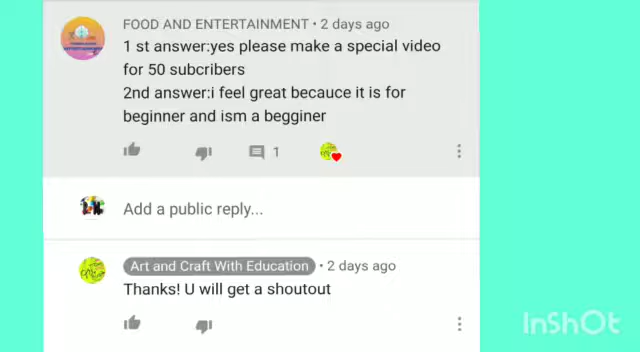 FOOD AND ENTERTAINMENT • 2 days ago
1 st answer:yes please make a special video
for 50 subcribers
2nd answer:i feel great becauce it is for
beginner and ism a begginer
1
Add a public reply...
Art and Craft With Education • 2 days ago
Thanks! U will get a shoutout
InShOt